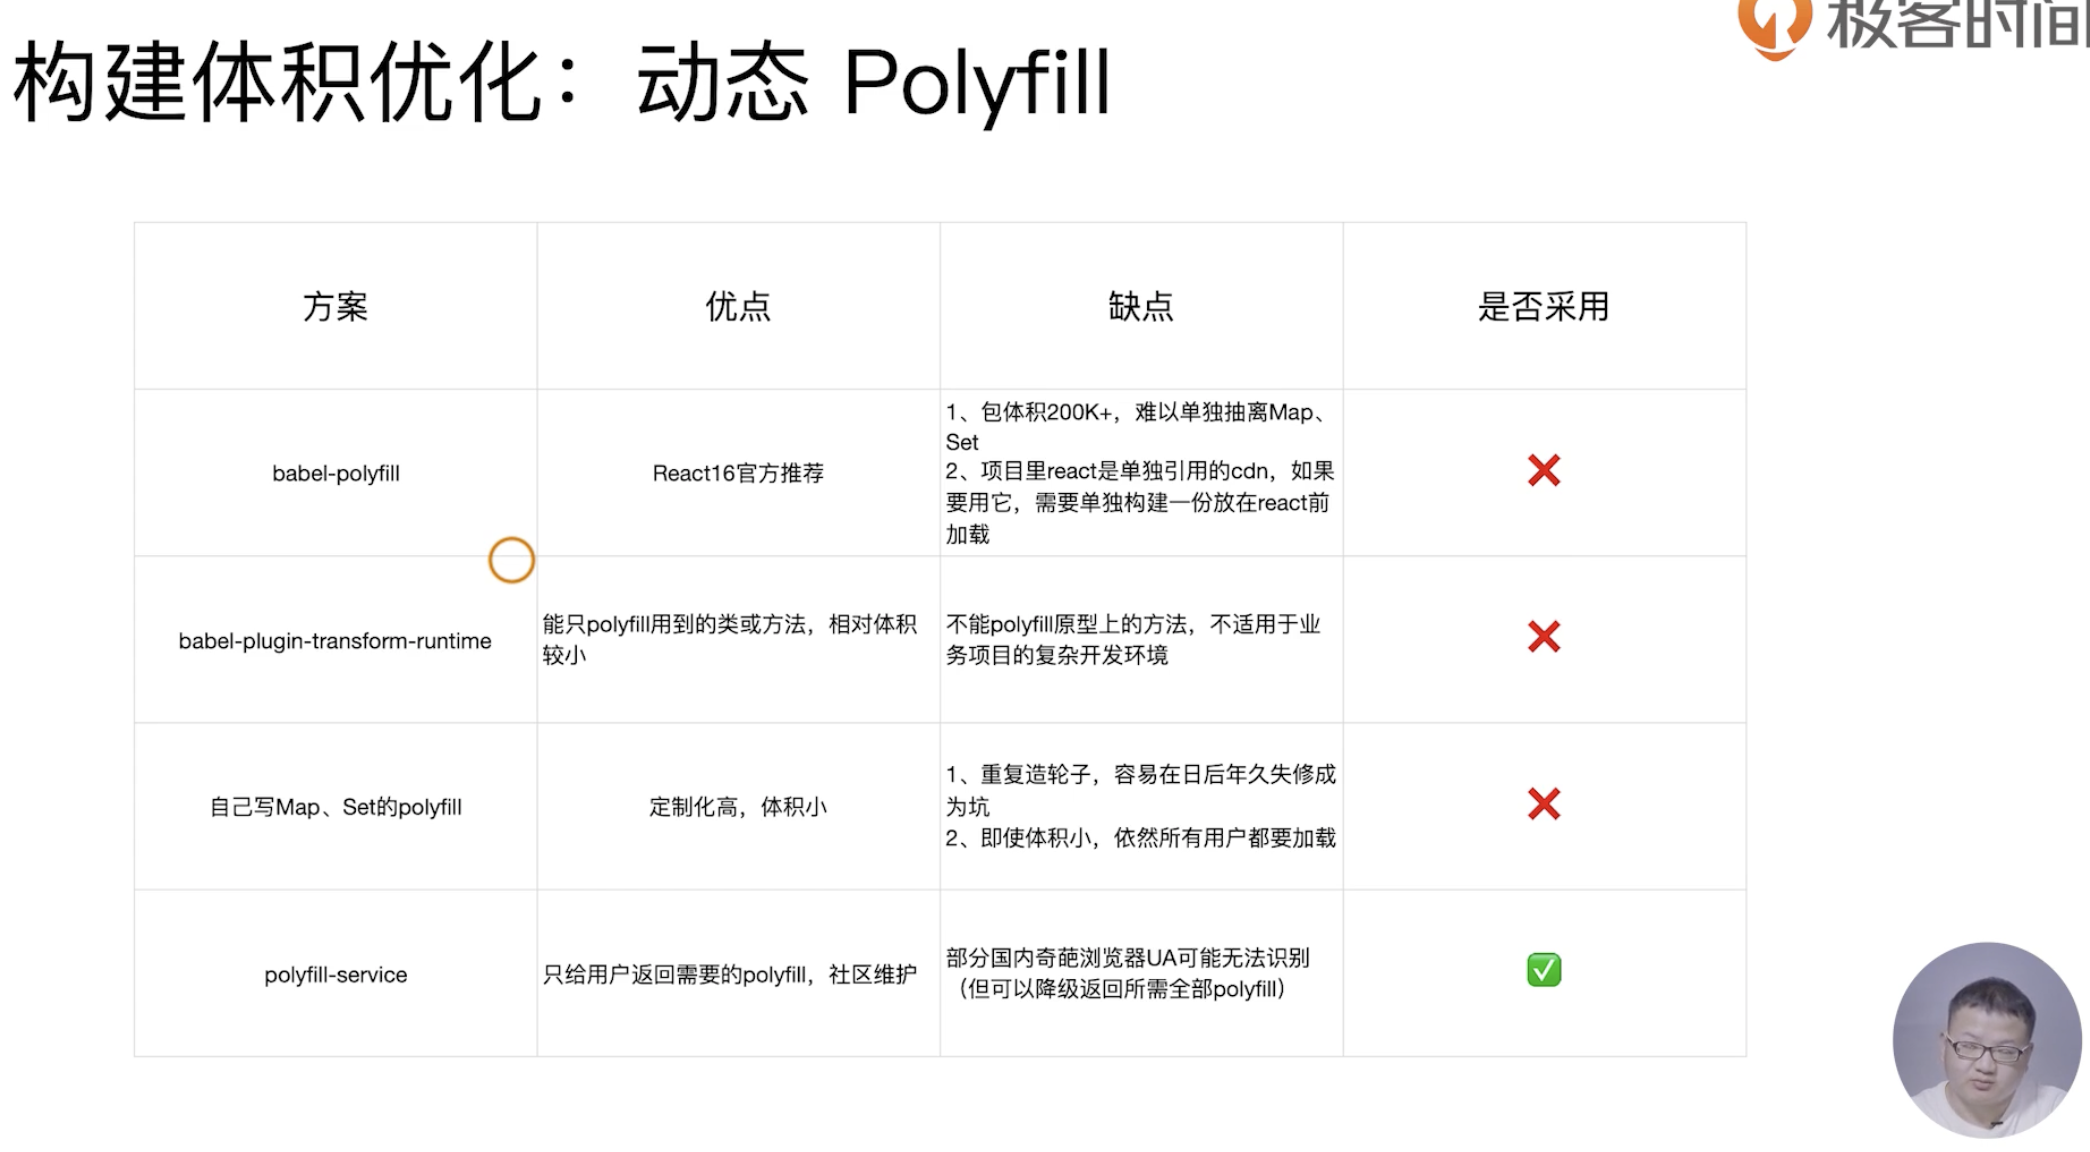 极客时间
构建体积优化：动态 Polyfill
方案
优点
缺点
是否采用
babel-polyfill
React16官方推荐
1、包体积200K+，难以单独抽离Map、
Set
2、项目里react是单独引用的cdn，如果
要用它，需要单独构建一份放在react前
加载
babel-plugin-transform-runtime
能只polyfill用到的类或方法，相对体积
较小
不能polyfill原型上的方法，不适用于业
务项目的复杂开发环境
自己写Map、Set的polyfill
定制化高，体积小
1、重复造轮子，容易在日后年久失修成
为坑
2、即使体积小，依然所有用户都要加载
polyfill-service
只给用户返回需要的polyfill，社区维护
部分国内奇葩浏览器UA可能无法识别
（但可以降级返回所需全部polyfill）